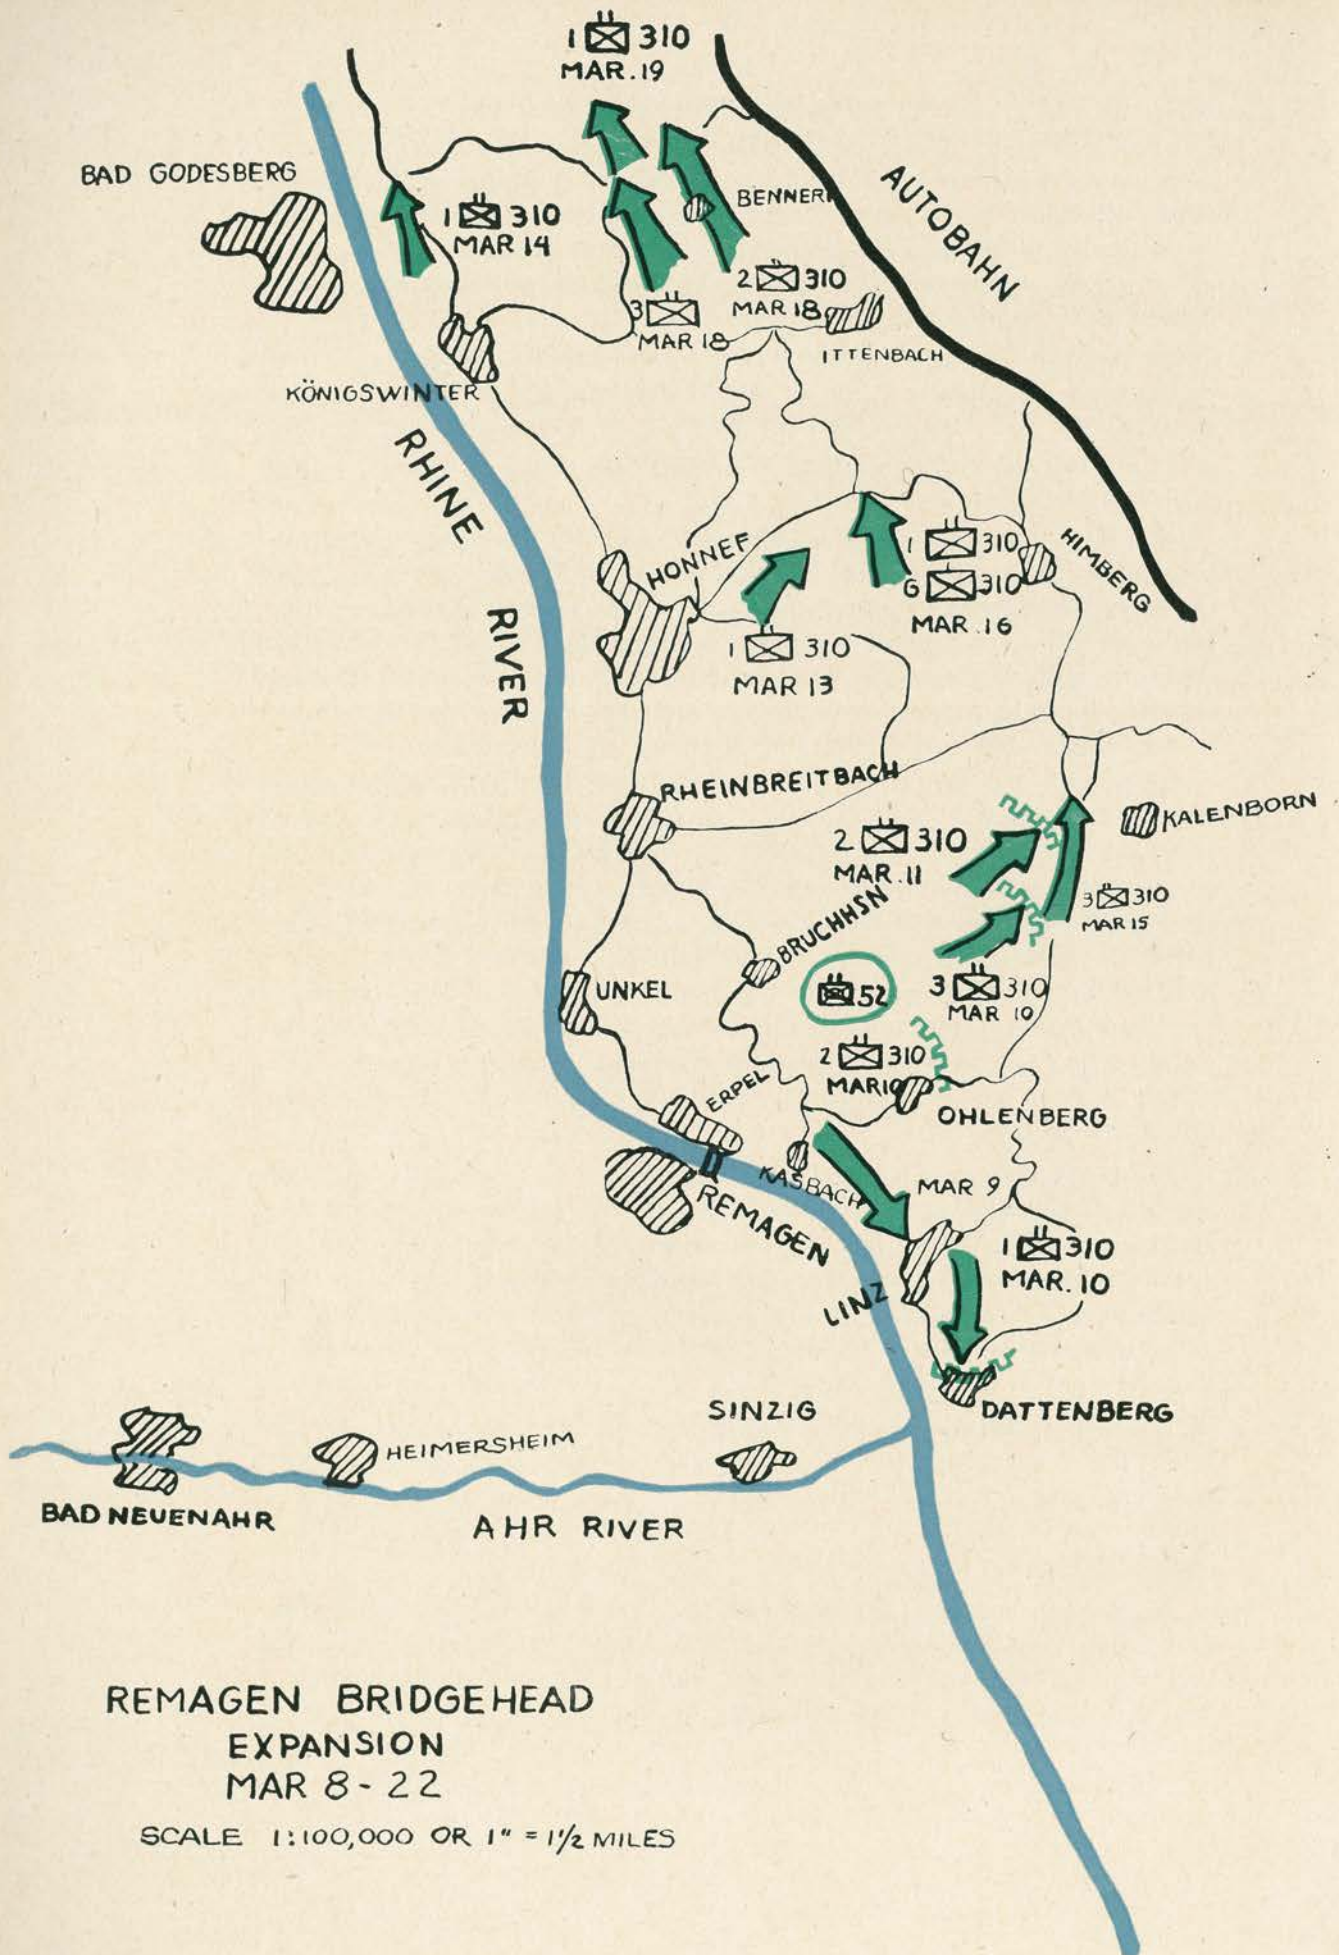 1 310
MAR. 19
BAD GODESBERG
AUTOBAHN
BENNER
1 310
MAR 14
2 310
MAR 18
3
MAR 18
ITTENBACH
KÖNIGSWINTER
RHINE
RIVER
HONNEF
1 310
G 310
MAR. 16
HIMBERG
1 310
MAR 13
RHEINBREITBACH
KALENBORN
2 310
MAR. 11
3 310
MAR 15
BRUCHHSN
52
3 310
MAR 10
UNKEL
2 310
MAR 10
ERPEL
OHLENBERG
KASBACH
MAR 9
REMAGEN
1 310
MAR. 10
LINZ
DATTENBERG
SINZIG
HEIMERSHEIM
BAD NEUENAHR
AHR RIVER
REMAGEN BRIDGEHEAD
EXPANSION
MAR 8-22
SCALE 1:100,000 OR 1" = 1 1/2 MILES